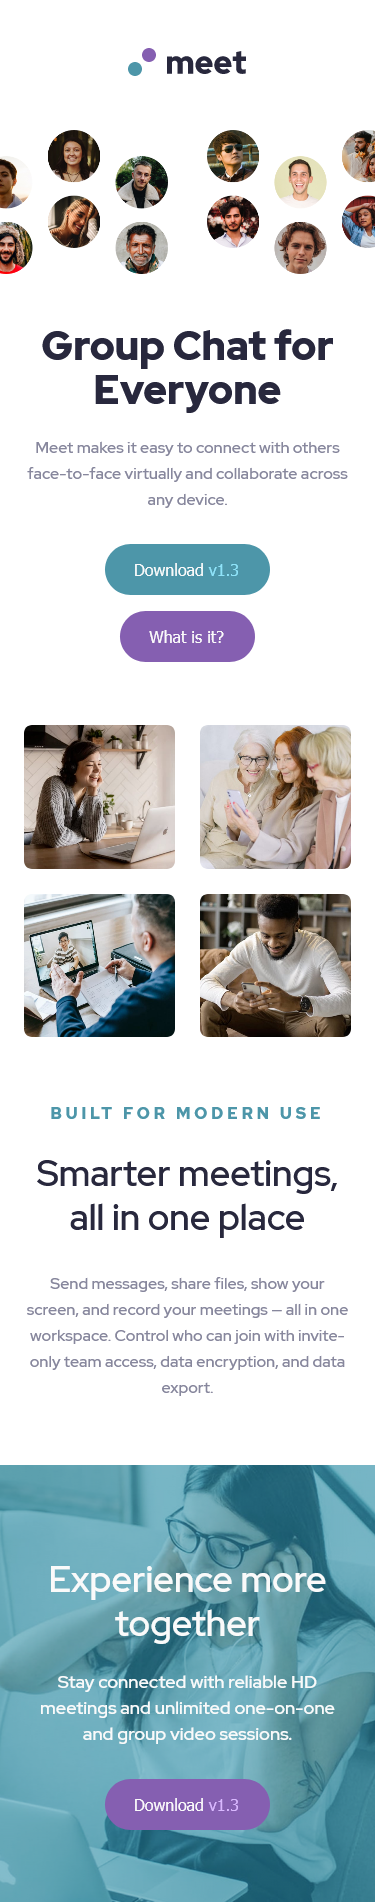 meet
Group Chat for
Everyone
Meet makes it easy to connect with others
face-to-face virtually and collaborate across
any device.
Download v1.3
What is it?
BUILT FOR MODERN USE
Smarter meetings,
all in one place
Send messages, share files, show your
screen, and record your meetings — all in one
workspace. Control who can join with invite-
only team access, data encryption, and data
export.
Experience more
together
Stay connected with reliable HD
meetings and unlimited one-on-one
and group video sessions.
Download v1.3